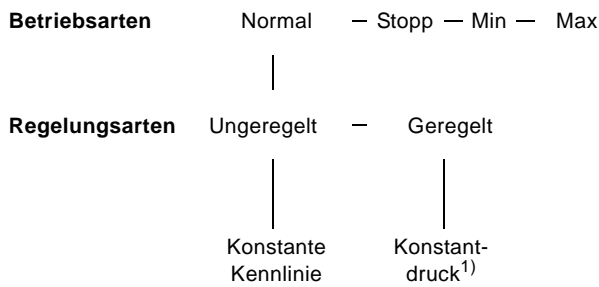 Betriebsarten Normal – Stopp – Min – Max
Regelungsarten Ungeregelt – Geregelt
Konstante Konstant-
Kennlinie druck1)